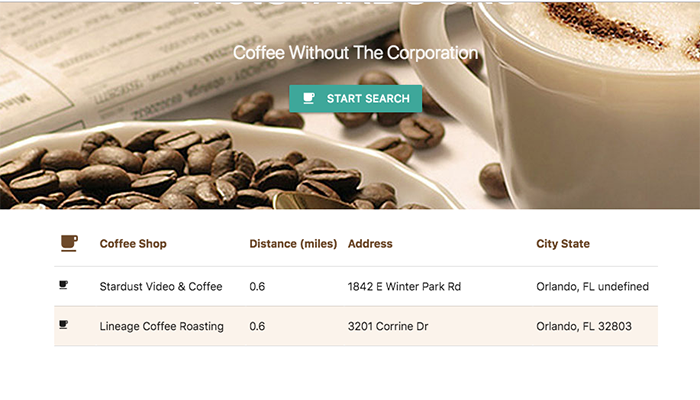 Coffee Without The Corporation
START SEARCH
Coffee Shop Distance (miles) Address City State
Stardust Video & Coffee 0.6 1842 E Winter Park Rd Orlando, FL undefined
Lineage Coffee Roasting 0.6 3201 Corrine Dr Orlando, FL 32803